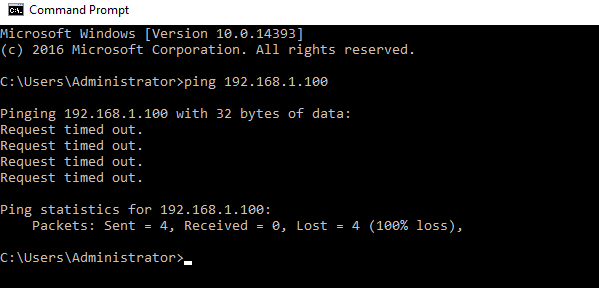 Command Prompt
Microsoft Windows [Version 10.0.14393]
(c) 2016 Microsoft Corporation. All rights reserved.
C:\Users\Administrator>ping 192.168.1.100
Pinging 192.168.1.100 with 32 bytes of data:
Request timed out.
Request timed out.
Request timed out.
Request timed out.
Ping statistics for 192.168.1.100:
    Packets: Sent = 4, Received = 0, Lost = 4 (100% loss),
C:\Users\Administrator>